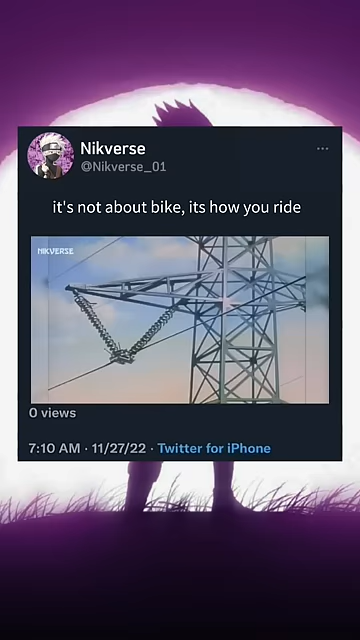 Nikverse
@Nikverse_01
it's not about bike, its how you ride
NIKVERSE
0 views
7:10 AM · 11/27/22 · Twitter for iPhone